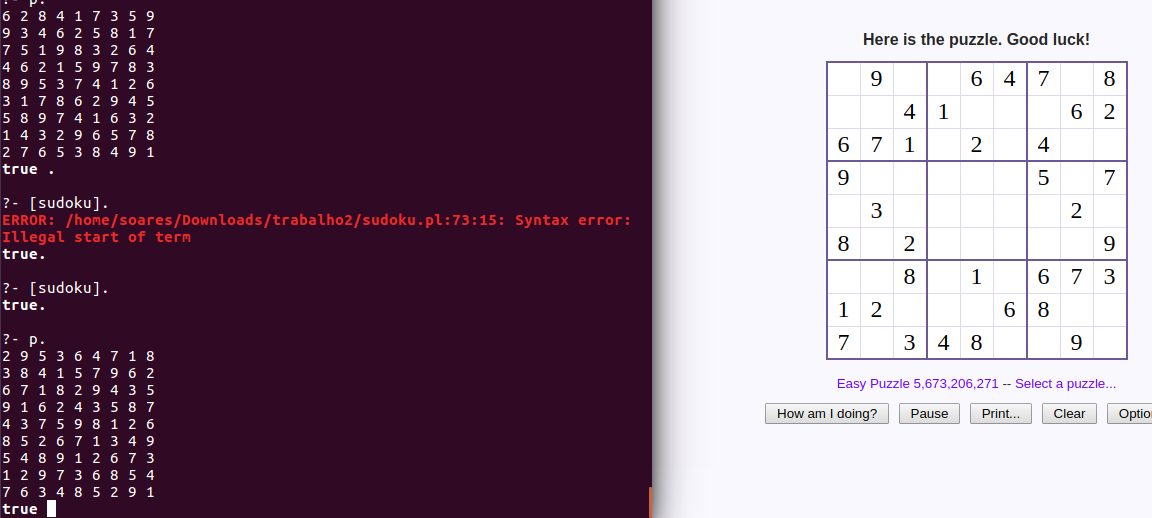 ?- p.
6 2 8 4 1 7 3 5 9
9 3 4 6 2 5 8 1 7
7 5 1 9 8 3 2 6 4
4 6 2 1 5 9 7 8 3
8 9 5 3 7 4 1 2 6
3 1 7 8 6 2 9 4 5
5 8 9 7 4 1 6 3 2
1 4 3 2 9 6 5 7 8
2 7 6 5 3 8 4 9 1
true .
?- [sudoku].
ERROR: /home/soares/Downloads/trabalho2/sudoku.pl:73:15: Syntax error:
Illegal start of term
true.
?- [sudoku].
true.
?- p.
2 9 5 3 6 4 7 1 8
3 8 4 1 5 7 9 6 2
6 7 1 8 2 9 4 3 5
9 1 6 2 4 3 5 8 7
4 3 7 5 9 8 1 2 6
8 5 2 6 7 1 3 4 9
5 4 8 9 1 2 6 7 3
1 2 9 7 3 6 8 5 4
7 6 3 4 8 5 2 9 1
true
Here is the puzzle. Good luck!
9 6 4 7 8
4 1 6 2
6 7 1 2 4
9 5 7
3 2
8 2 9
8 1 6 7 3
1 2 6 8
7 3 4 8 9
Easy Puzzle 5,673,206,271 -- Select a puzzle...
How am I doing? Pause Print... Clear Optio